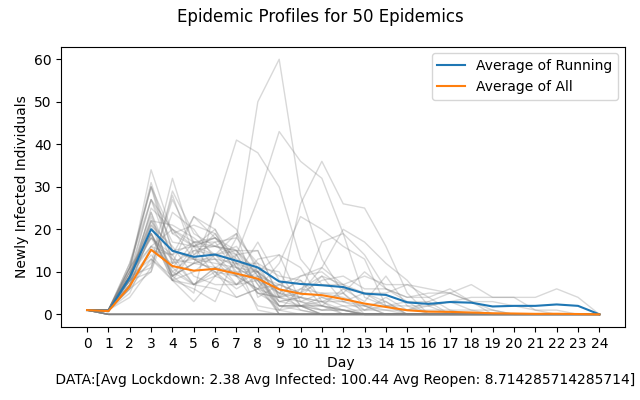 Epidemic Profiles for 50 Epidemics
60
50
40
30
20
10
0
Newly Infected Individuals
Average of Running
Average of All
0 1 2 3 4 5 6 7 8 9 10 11 12 13 14 15 16 17 18 19 20 21 22 23 24
Day
DATA:[Avg Lockdown: 2.38 Avg Infected: 100.44 Avg Reopen: 8.714285714285714]